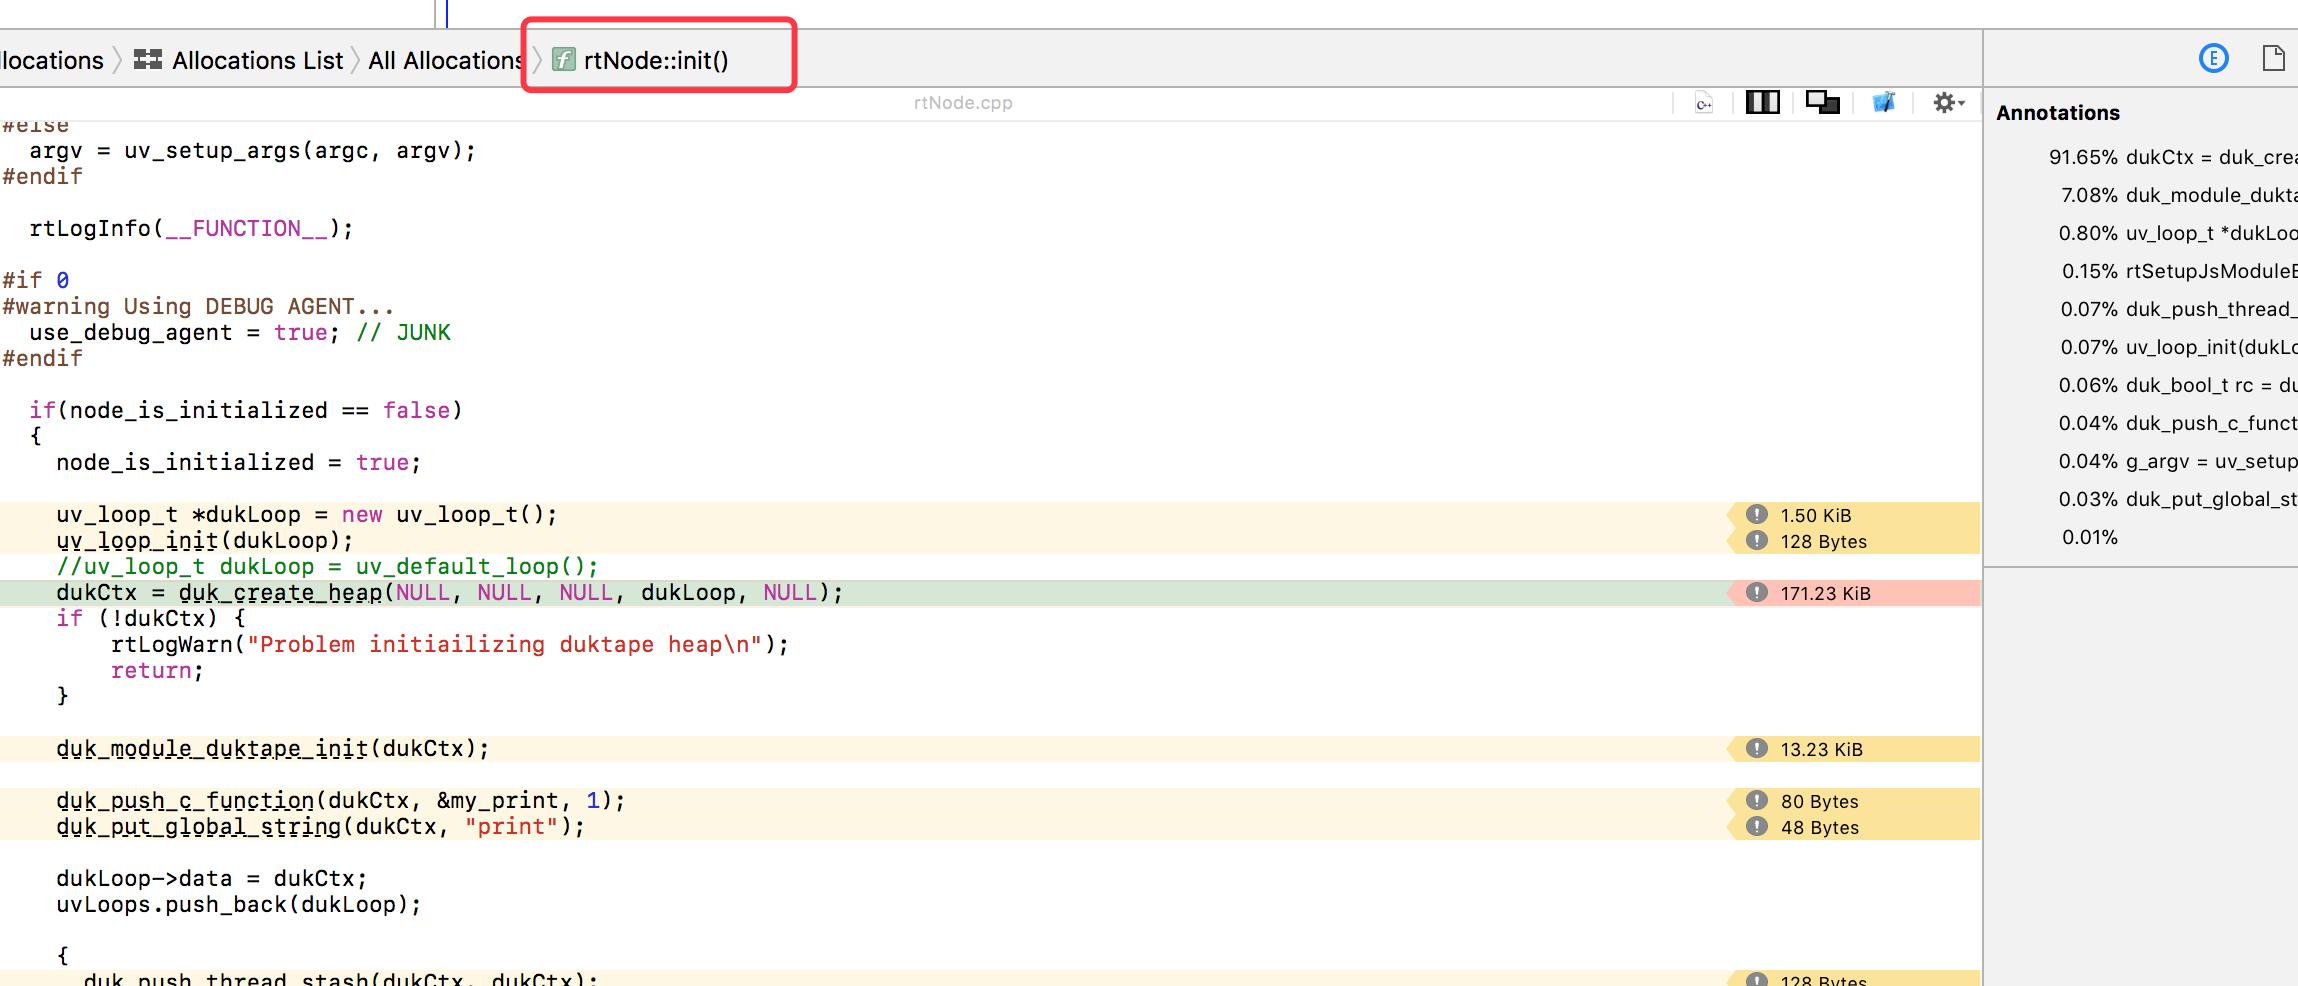 llocations Allocations List All Allocations f rtNode::init() E
rtNode.cpp C++
#else
argv = uv_setup_args(argc, argv);
#endif
rtLogInfo(__FUNCTION__);
#if 0
#warning Using DEBUG AGENT...
use_debug_agent = true; // JUNK
#endif
if(node_is_initialized == false)
{
node_is_initialized = true;
uv_loop_t *dukLoop = new uv_loop_t(); 1.50 KiB
uv_loop_init(dukLoop); 128 Bytes
//uv_loop_t dukLoop = uv_default_loop();
dukCtx = duk_create_heap(NULL, NULL, NULL, dukLoop, NULL); 171.23 KiB
if (!dukCtx) {
rtLogWarn("Problem initiailizing duktape heap\n");
return;
}
duk_module_duktape_init(dukCtx); 13.23 KiB
duk_push_c_function(dukCtx, &my_print, 1); 80 Bytes
duk_put_global_string(dukCtx, "print"); 48 Bytes
dukLoop->data = dukCtx;
uvLoops.push_back(dukLoop);
{
duk_push_thread_stash(dukCtx, dukCtx); 128 Bytes
Annotations
91.65% dukCtx = duk_crea
7.08% duk_module_dukta
0.80% uv_loop_t *dukLoo
0.15% rtSetupJsModuleB
0.07% duk_push_thread_
0.07% uv_loop_init(dukLo
0.06% duk_bool_t rc = du
0.04% duk_push_c_funct
0.04% g_argv = uv_setup
0.03% duk_put_global_st
0.01%